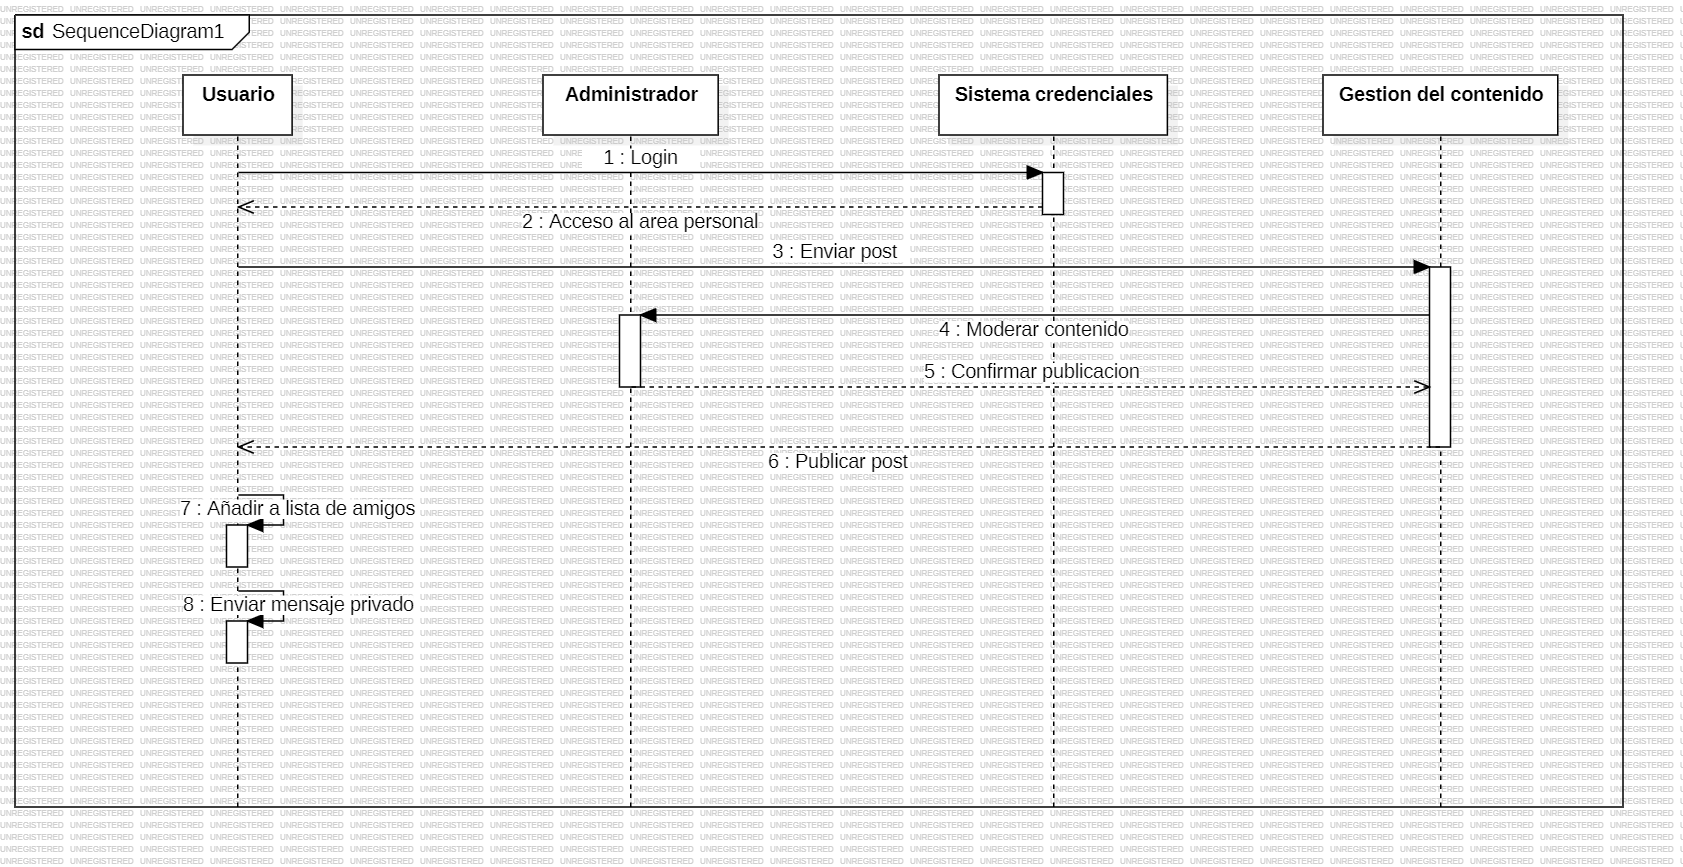 sd SequenceDiagram1
Usuario
Administrador
Sistema credenciales
Gestion del contenido
1 : Login
2 : Acceso al area personal
3 : Enviar post
4 : Moderar contenido
5 : Confirmar publicacion
6 : Publicar post
7 : Añadir a lista de amigos
8 : Enviar mensaje privado
UNREGISTERED